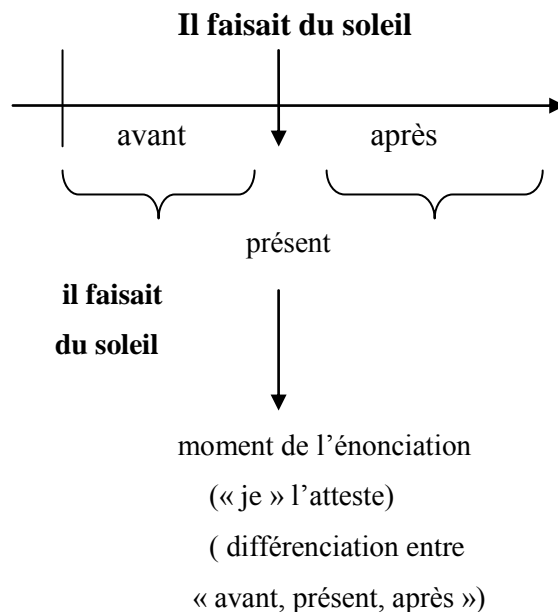 Il faisait du soleil
avant après
présent
il faisait
du soleil
moment de l’énonciation
(« je » l’atteste)
( différenciation entre
« avant, présent, après »)